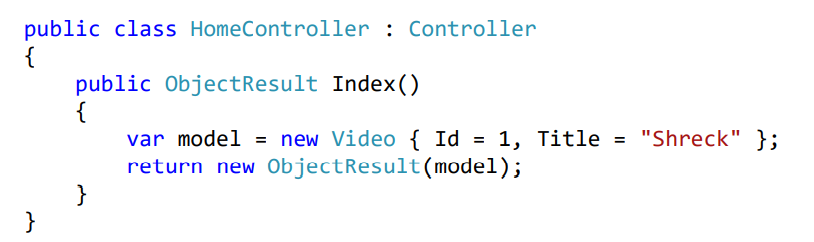 public class HomeController : Controller
{
    public ObjectResult Index()
    {
        var model = new Video { Id = 1, Title = "Shreck" };
        return new ObjectResult(model);
    }
}